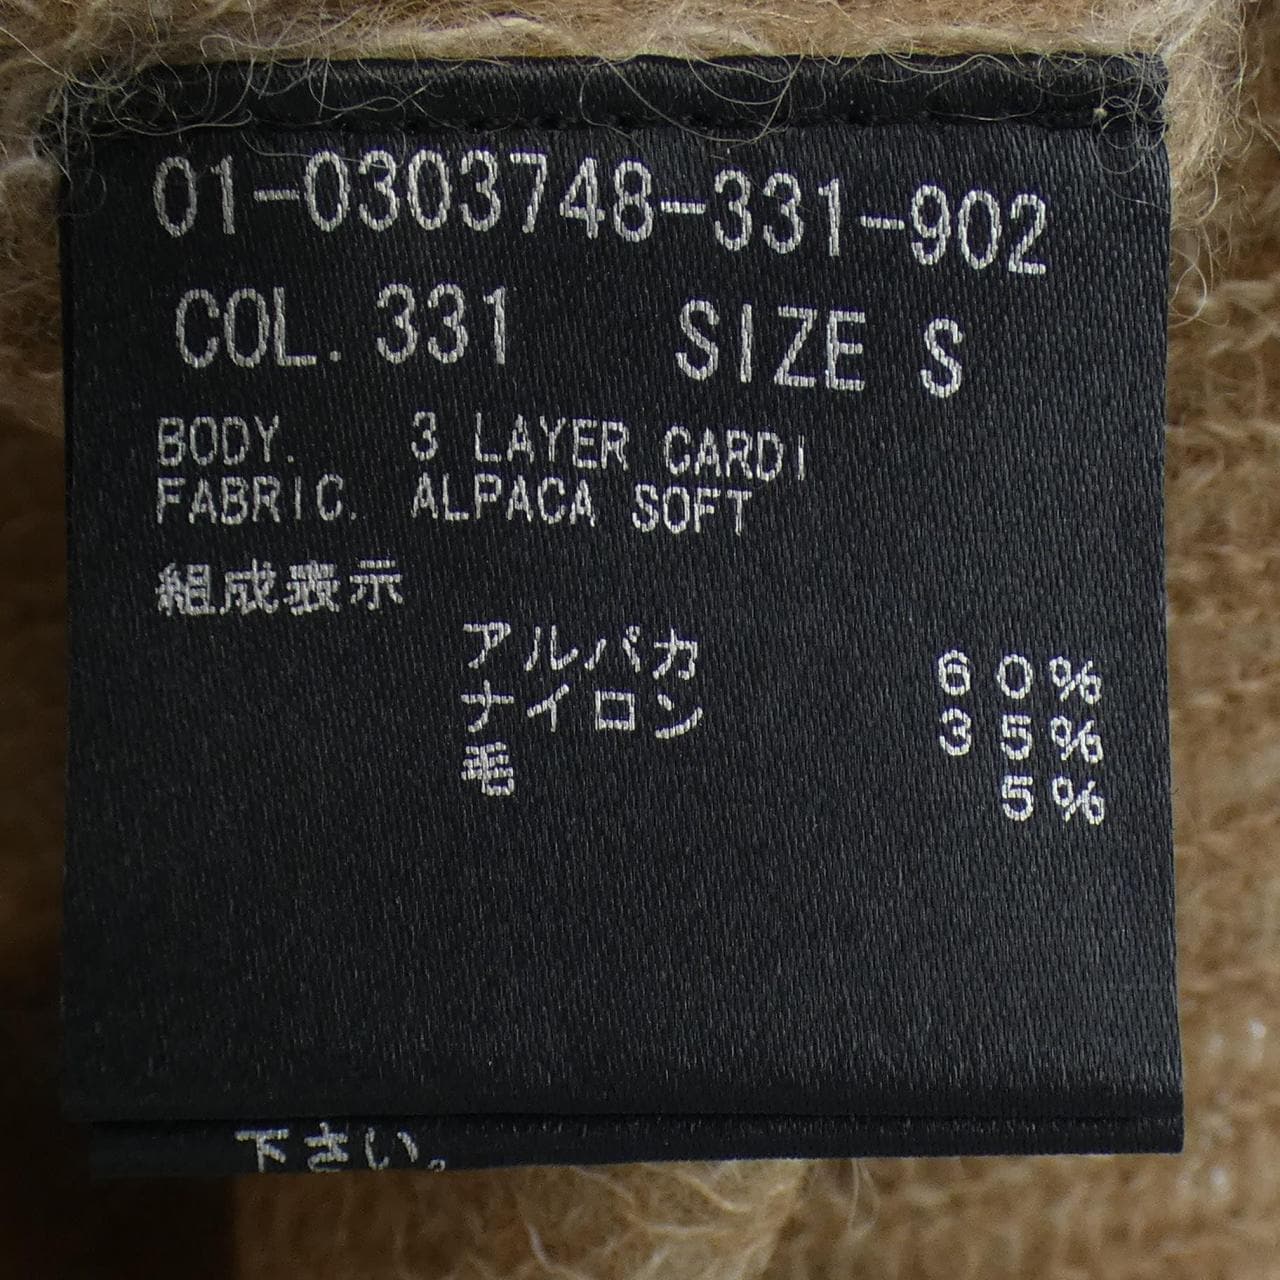 01-0303748-331-902
COL. 331 SIZE S
BODY. 3 LAYER CARDI
FABRIC. ALPACA SOFT
組成表示
アルパカ 60%
ナイロン 35%
毛 5%
下さい。